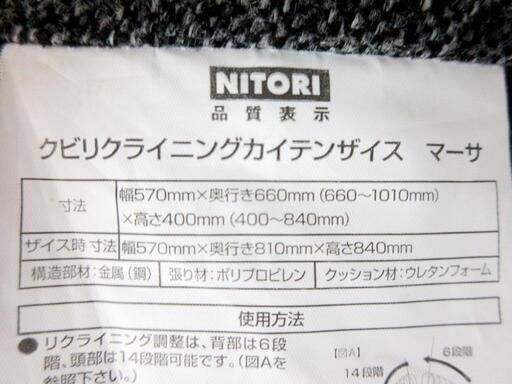 NITORI
品質表示
クビリクライニングカイテンザイス マーサ
寸法
幅570mm×奥行き660mm(660〜1010mm)
×高さ400mm(400〜840mm)
ザイス時寸法 幅570mm×奥行き810mm×高さ840mm
構造部材:金属(鋼) 張り材:ポリプロピレン クッション材:ウレタンフォーム
使用方法
●リクライニング調整は、背部は6段
階、頭部は14段階可能です。(図Aを
参照下さい。)
【図A】
6段階
14段階